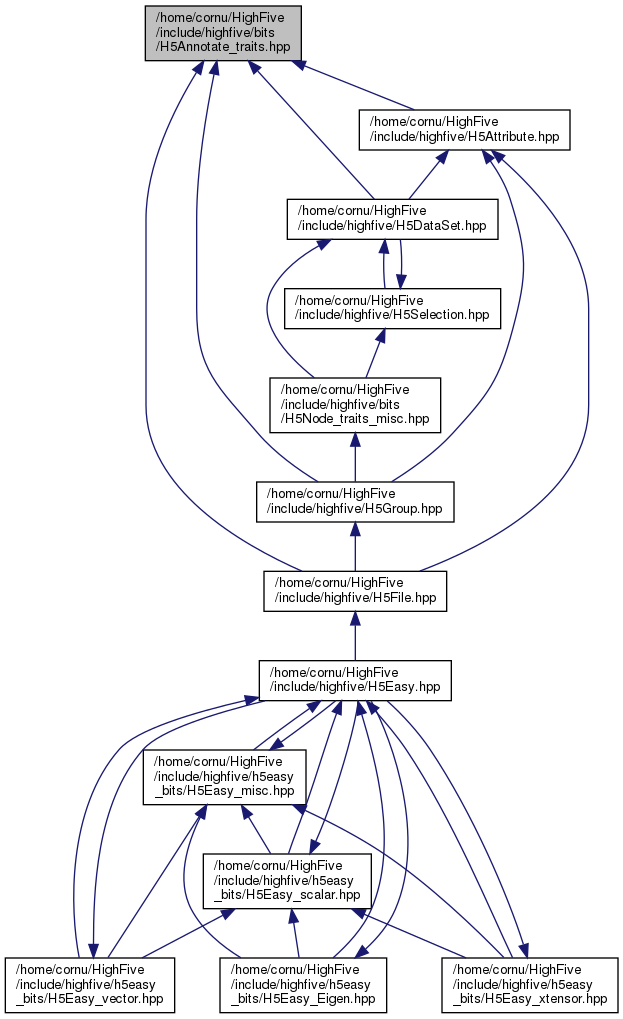 /home/cornu/HighFive
/include/highfive/bits
/H5Annotate_traits.hpp
/home/cornu/HighFive
/include/highfive/H5Attribute.hpp
/home/cornu/HighFive
/include/highfive/H5DataSet.hpp
/home/cornu/HighFive
/include/highfive/H5Selection.hpp
/home/cornu/HighFive
/include/highfive/bits
/H5Node_traits_misc.hpp
/home/cornu/HighFive
/include/highfive/H5Group.hpp
/home/cornu/HighFive
/include/highfive/H5File.hpp
/home/cornu/HighFive
/include/highfive/H5Easy.hpp
/home/cornu/HighFive
/include/highfive/h5easy
_bits/H5Easy_misc.hpp
/home/cornu/HighFive
/include/highfive/h5easy
_bits/H5Easy_scalar.hpp
/home/cornu/HighFive
/include/highfive/h5easy
_bits/H5Easy_vector.hpp
/home/cornu/HighFive
/include/highfive/h5easy
_bits/H5Easy_Eigen.hpp
/home/cornu/HighFive
/include/highfive/h5easy
_bits/H5Easy_xtensor.hpp